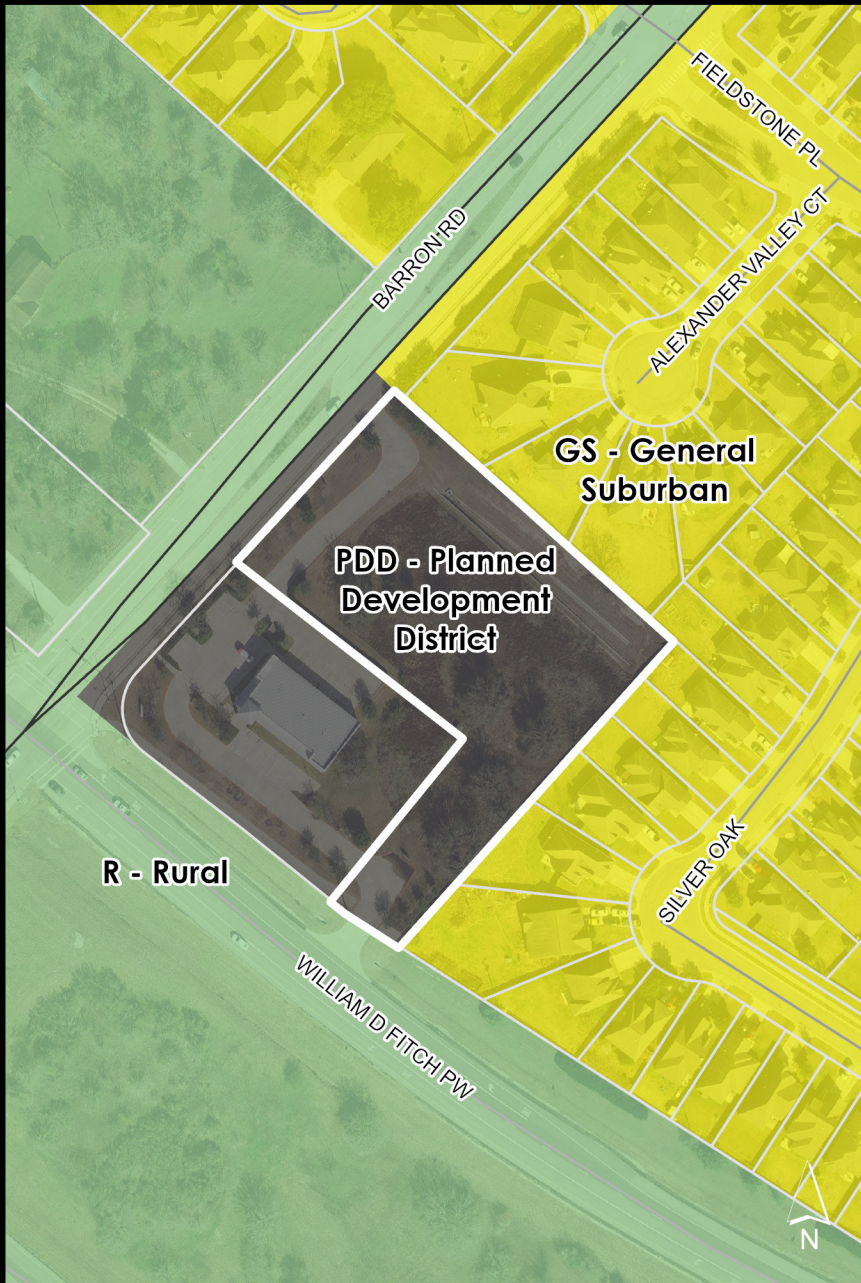 FIELDSTONE PL
BARRON RD
ALEXANDER VALLEY CT
GS - General
Suburban
PDD - Planned
Development
District
SILVER OAK
R - Rural
WILLIAM D FITCH PW
N